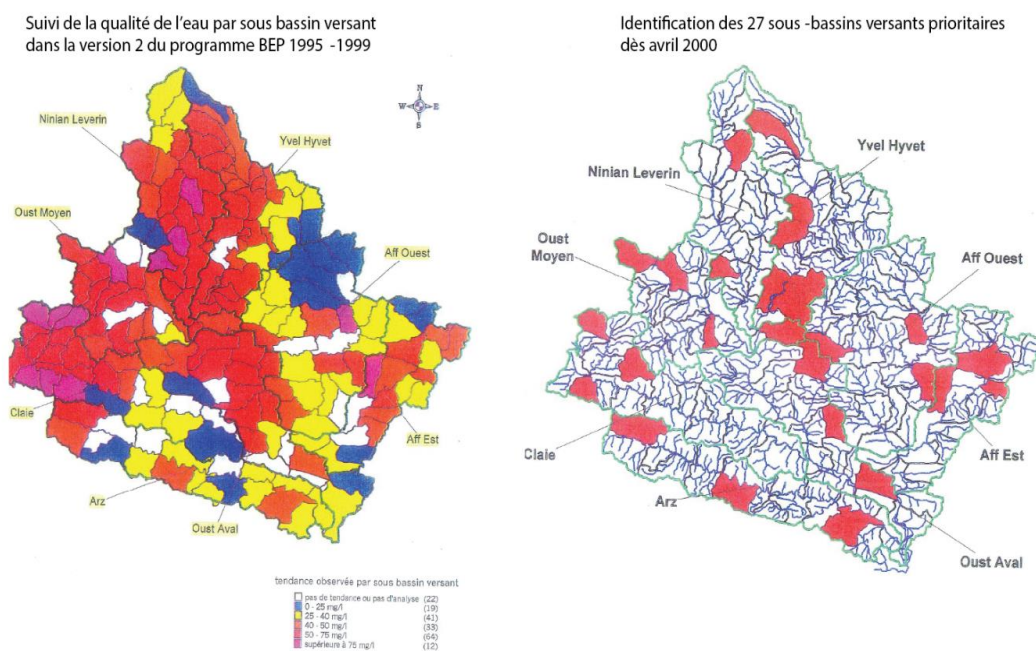 Suivi de la qualité de l'eau par sous bassin versant
dans la version 2 du programme BEP 1995 -1999
Identification des 27 sous -bassins versants prioritaires
dès avril 2000
N
W E
S
Ninian Leverin
Yvel Hyvet
Oust Moyen
Aff Ouest
Claie
Aff Est
Arz
Oust Aval
tendance observée par sous bassin versant
pas de tendance ou pas d'analyse (22)
0 - 25 mg/l (19)
25 - 40 mg/l (41)
40 - 50 mg/l (33)
50 - 75 mg/l (64)
supérieure à 75 mg/l (12)
Yvel Hyvet
Ninian Leverin
Oust
Moyen
Aff Ouest
Claie
Aff Est
Arz
Oust Aval